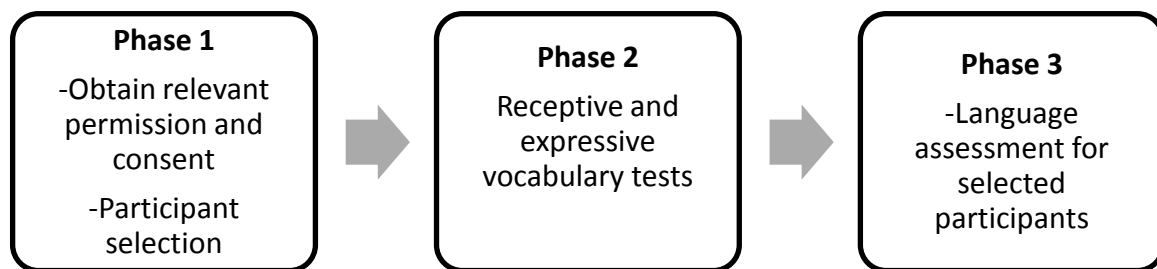 Phase 1
-Obtain relevant
permission and
consent
-Participant
selection
Phase 2
Receptive and
expressive
vocabulary tests
Phase 3
-Language
assessment for
selected
participants